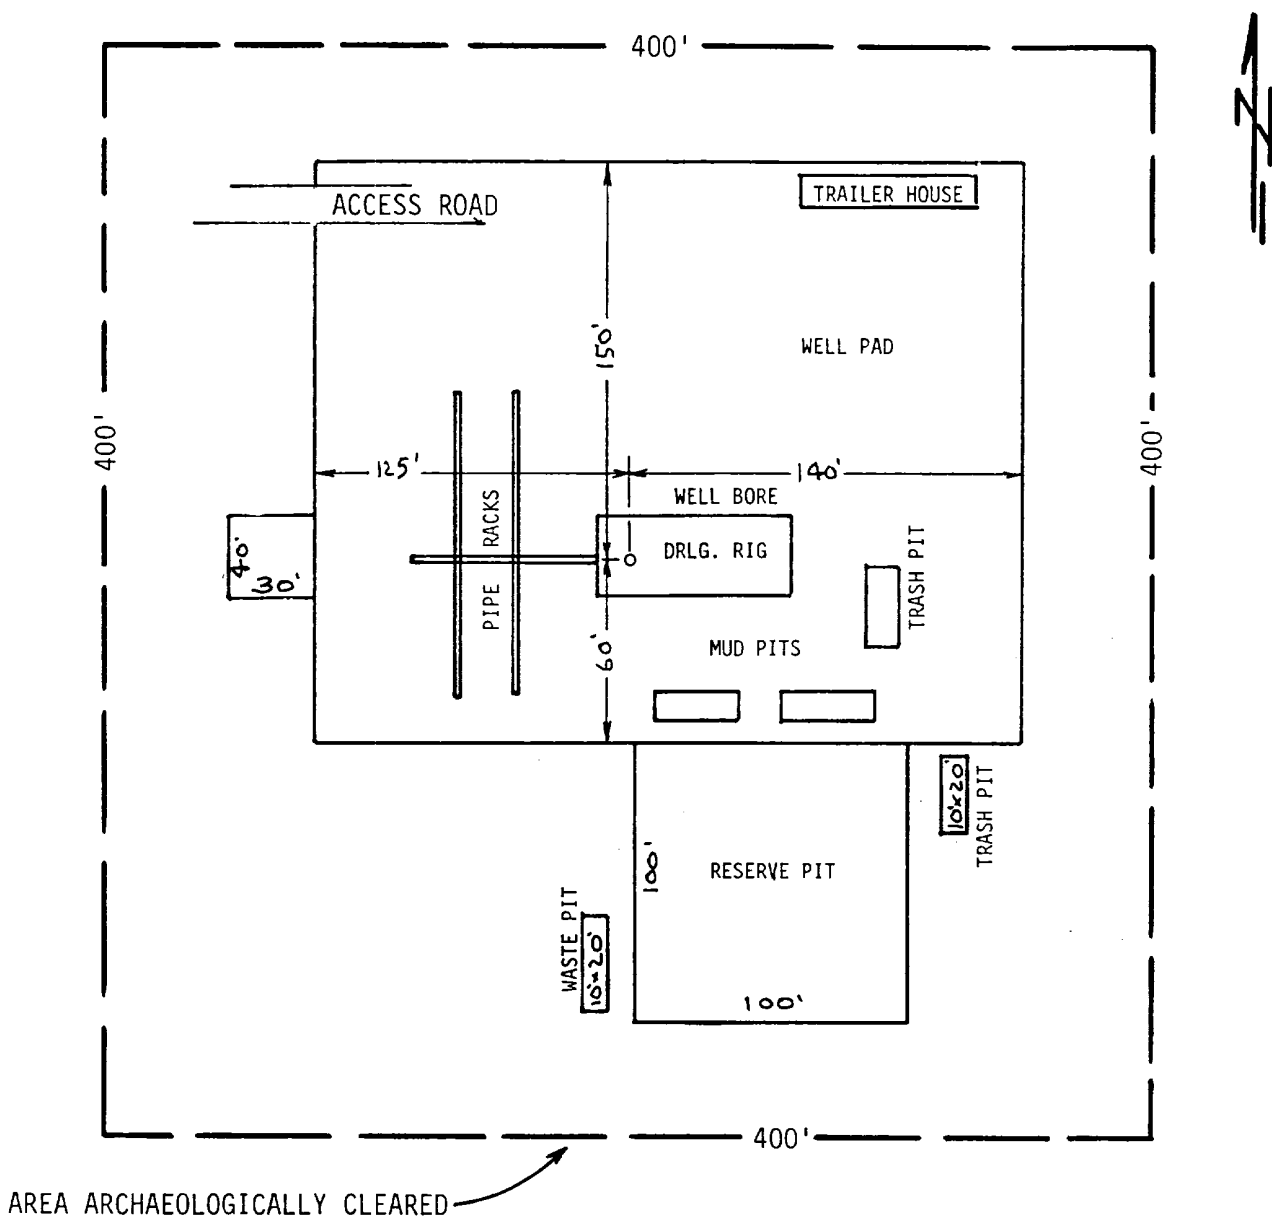 400'
N
TRAILER HOUSE
ACCESS ROAD
150'
WELL PAD
400'
400'
125'
140'
WELL BORE
PIPE RACKS
DRLG. RIG
TRASH PIT
40'
30'
60'
MUD PITS
10'x20'
TRASH PIT
100'
RESERVE PIT
WASTE PIT
10'x20'
100'
400'
AREA ARCHAEOLOGICALLY CLEARED